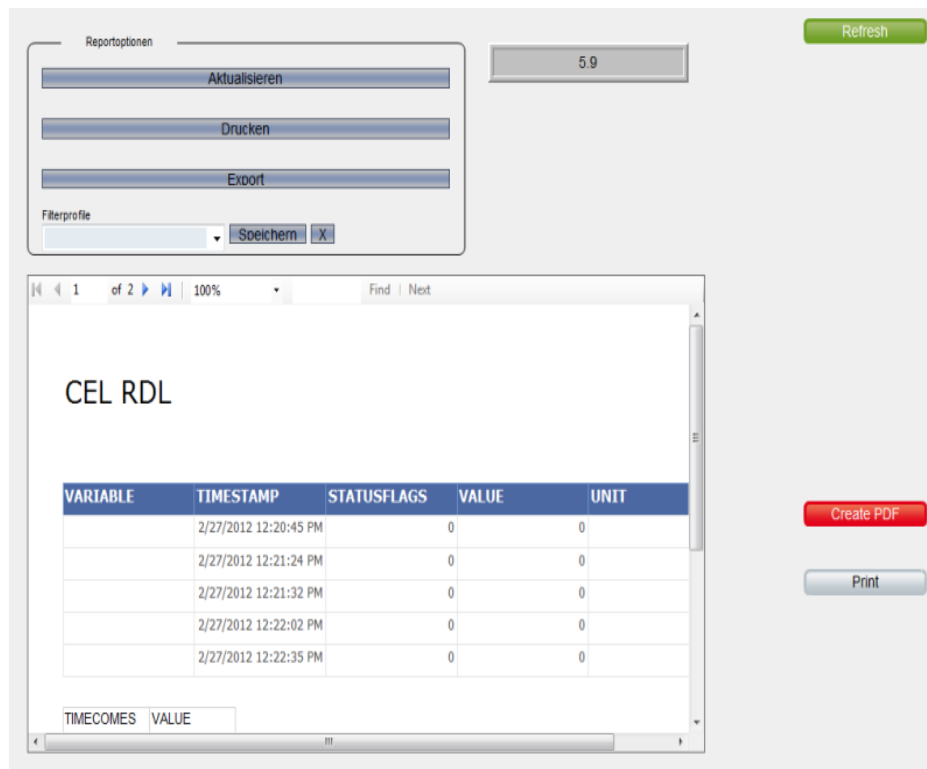 Reportoptionen
Aktualisieren
Drucken
Export
Filterprofile
Speichern X
5.9
Refresh
1 of 2 100% Find | Next
CEL RDL
VARIABLE TIMESTAMP STATUSFLAGS VALUE UNIT
2/27/2012 12:20:45 PM 0 0
2/27/2012 12:21:24 PM 0 0
2/27/2012 12:21:32 PM 0 0
2/27/2012 12:22:02 PM 0 0
2/27/2012 12:22:35 PM 0 0
TIMECOMES VALUE
Create PDF
Print